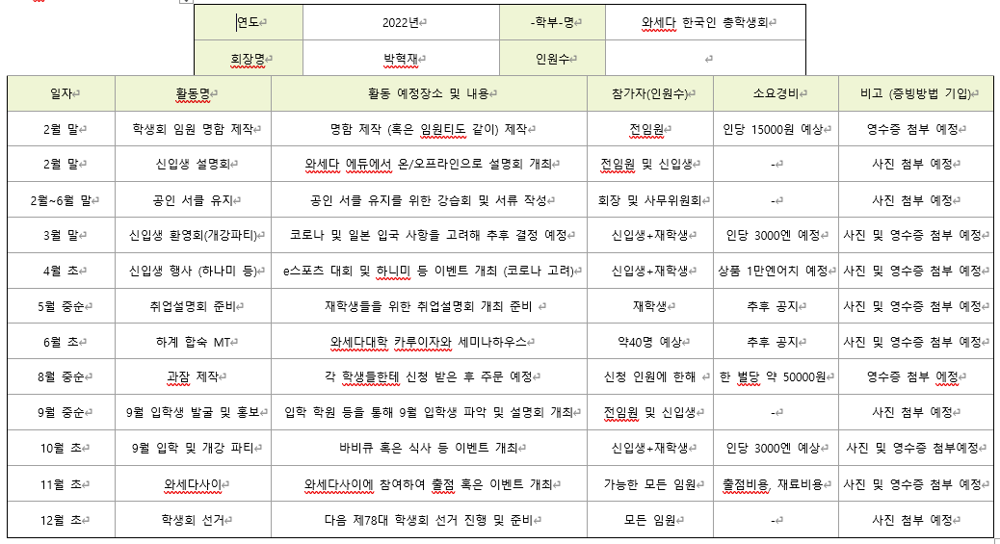 연도 2022년 -학부-명 와세다 한국인 총학생회
회장명 박혁재 인원수
일자 활동명 활동 예정장소 및 내용 참가자(인원수) 소요경비 비고 (증빙방법 기입)
2월 말 학생회 임원 명함 제작 명함 제작 (혹은 임원티도 같이) 제작 전임원 인당 15000원 예상 영수증 첨부 예정
2월 말 신입생 설명회 와세다 에듀에서 온/오프라인으로 설명회 개최 전임원 및 신입생 - 사진 첨부 예정
2월~6월 말 공인 서클 유지 공인 서클 유지를 위한 강습회 및 서류 작성 회장 및 사무위원회 - 사진 첨부 예정
3월 말 신입생 환영회(개강파티) 코로나 및 일본 입국 사항을 고려해 추후 결정 예정 신입생+재학생 인당 3000엔 예정 사진 및 영수증 첨부 예정
4월 초 신입생 행사 (하나미 등) e스포츠 대회 및 하니미 등 이벤트 개최 (코로나 고려) 신입생+재학생 상품 1만엔어치 예정 사진 및 영수증 첨부 예정
5월 중순 취업설명회 준비 재학생들을 위한 취업설명회 개최 준비 재학생 추후 공지 사진 및 영수증 첨부 예정
6월 초 하계 합숙 MT 와세다대학 카루이자와 세미나하우스 약40명 예상 추후 공지 사진 및 영수증 첨부 예정
8월 중순 과잠 제작 각 학생들한테 신청 받은 후 주문 예정 신청 인원에 한해 한 벌당 약 50000원 영수증 첨부 에정
9월 중순 9월 입학생 발굴 및 홍보 입학 학원 등을 통해 9월 입학생 파악 및 설명회 개최 전임원 및 신입생 - 사진 첨부 예정
10월 초 9월 입학 및 개강 파티 바비큐 혹은 식사 등 이벤트 개최 신입생+재학생 인당 3000엔 예상 사진 및 영수증 첨부예정
11월 초 와세다사이 와세다사이에 참여하여 출점 혹은 이벤트 개최 가능한 모든 임원 출점비용, 재료비용 사진 및 영수증 첨부 예정
12월 초 학생회 선거 다음 제78대 학생회 선거 진행 및 준비 모든 임원 - 사진 첨부 예정